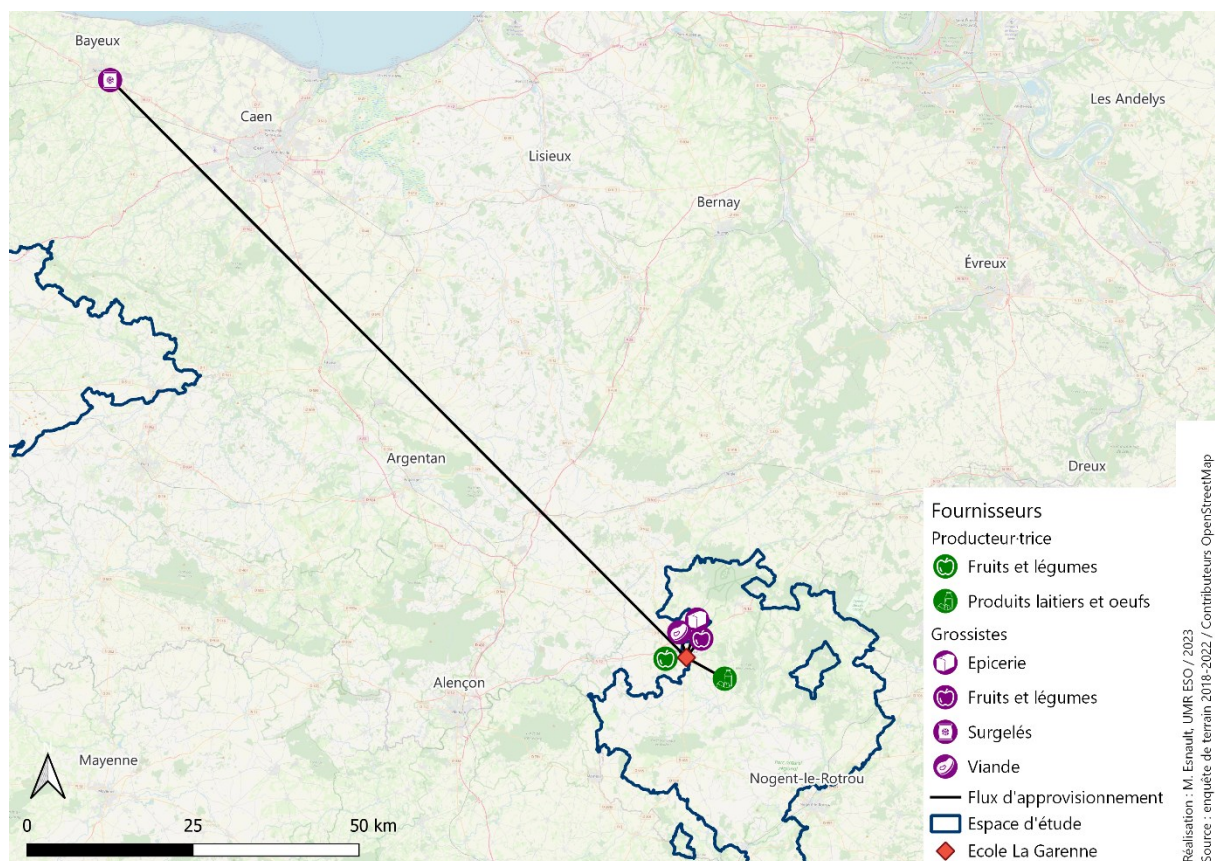 Bayeux
Caen
Les Andelys
Lisieux
Bernay
Évreux
Argentan
Dreux
Alençon
Mayenne
Nogent-le-Rotrou
0 25 50 km
Fournisseurs
Producteur·trice
Fruits et légumes
Produits laitiers et oeufs
Grossistes
Epicerie
Fruits et légumes
Surgelés
Viande
Flux d'approvisionnement
Espace d'étude
Ecole La Garenne
Réalisation : M. Esnault, UMR ESO / 2023
Source : enquête de terrain 2018-2022 / Contributeurs OpenStreetMap